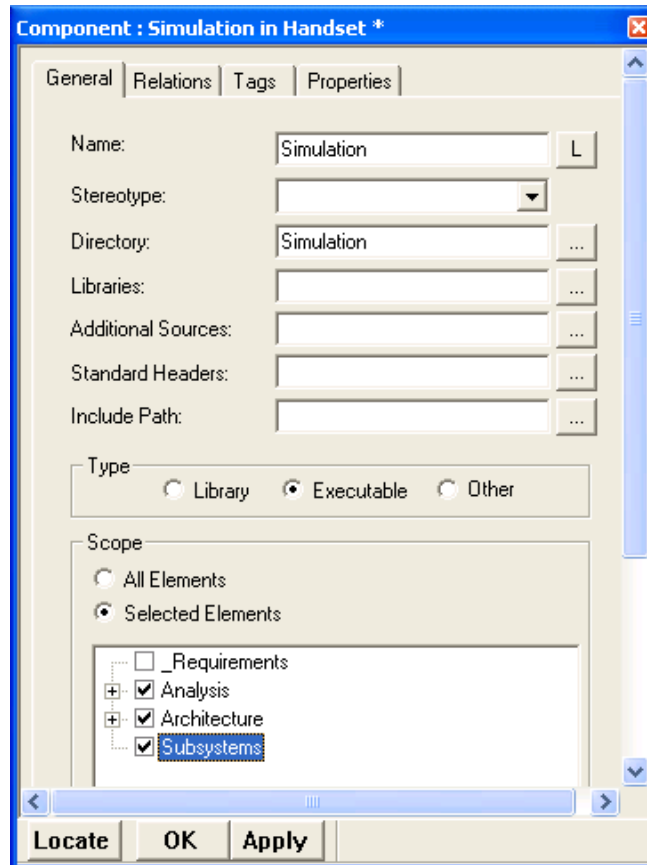 Component : Simulation in Handset *
General Relations Tags Properties
Name: Simulation L
Stereotype:
Directory: Simulation ...
Libraries: ...
Additional Sources: ...
Standard Headers: ...
Include Path: ...
Type
Library Executable Other
Scope
All Elements
Selected Elements
_Requirements
Analysis
Architecture
Subsystems
Locate OK Apply